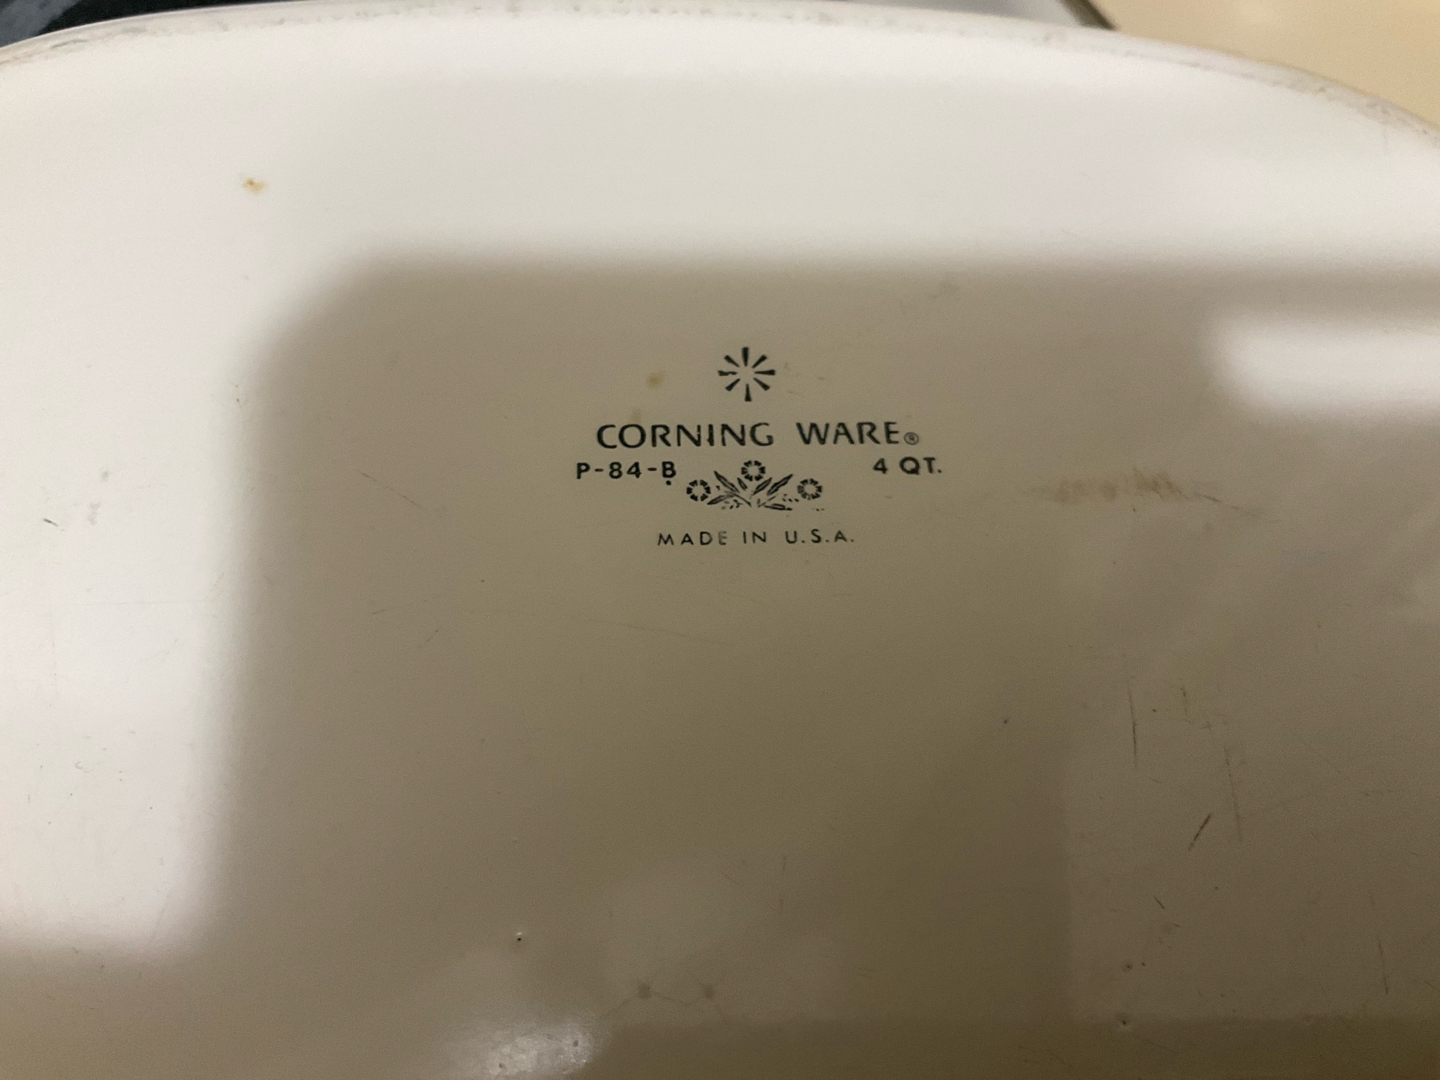 CORNING WARE®
P-84-B 4 QT.
MADE IN U.S.A.